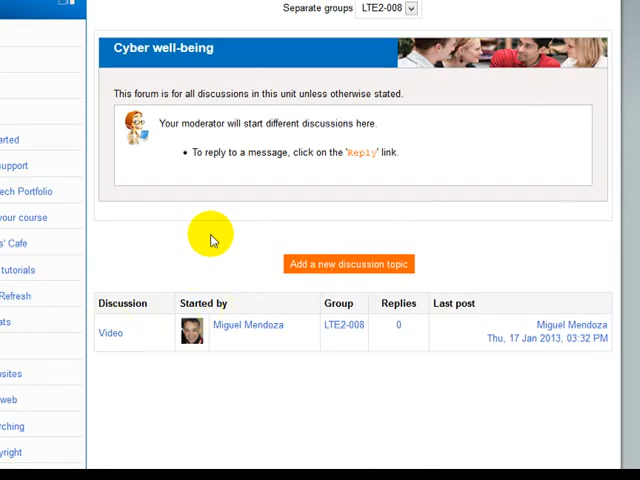 Separate groups LTE2-008
Cyber well-being
This forum is for all discussions in this unit unless otherwise stated.
Your moderator will start different discussions here.
• To reply to a message, click on the 'Reply' link.
arted
support
ech Portfolio
your course
s' Cafe
tutorials
Refresh
ats
sites
web
rching
yright
Add a new discussion topic
Discussion Started by Group Replies Last post
Video Miguel Mendoza LTE2-008 0 Miguel Mendoza
Thu, 17 Jan 2013, 03:32 PM